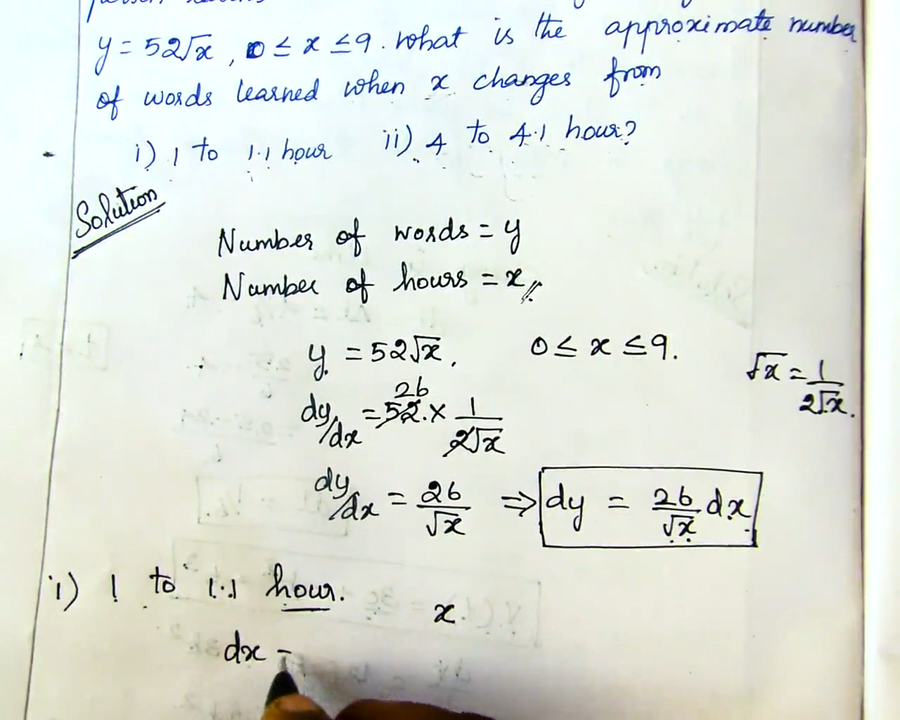 y = 52√x, 0 ≤ x ≤ 9. What is the approximate number
of words learned when x changes from
i) 1 to 1.1 hour ii) 4 to 4.1 hour?
Solution
Number of words = y
Number of hours = x
y = 52√x, 0 ≤ x ≤ 9.
√x = 1/2√x.
dy/dx = 52 26 × 1/2√x
dy/dx = 26/√x ⇒ dy = 26/√x dx
i) 1 to 1.1 hour.
x
dx =